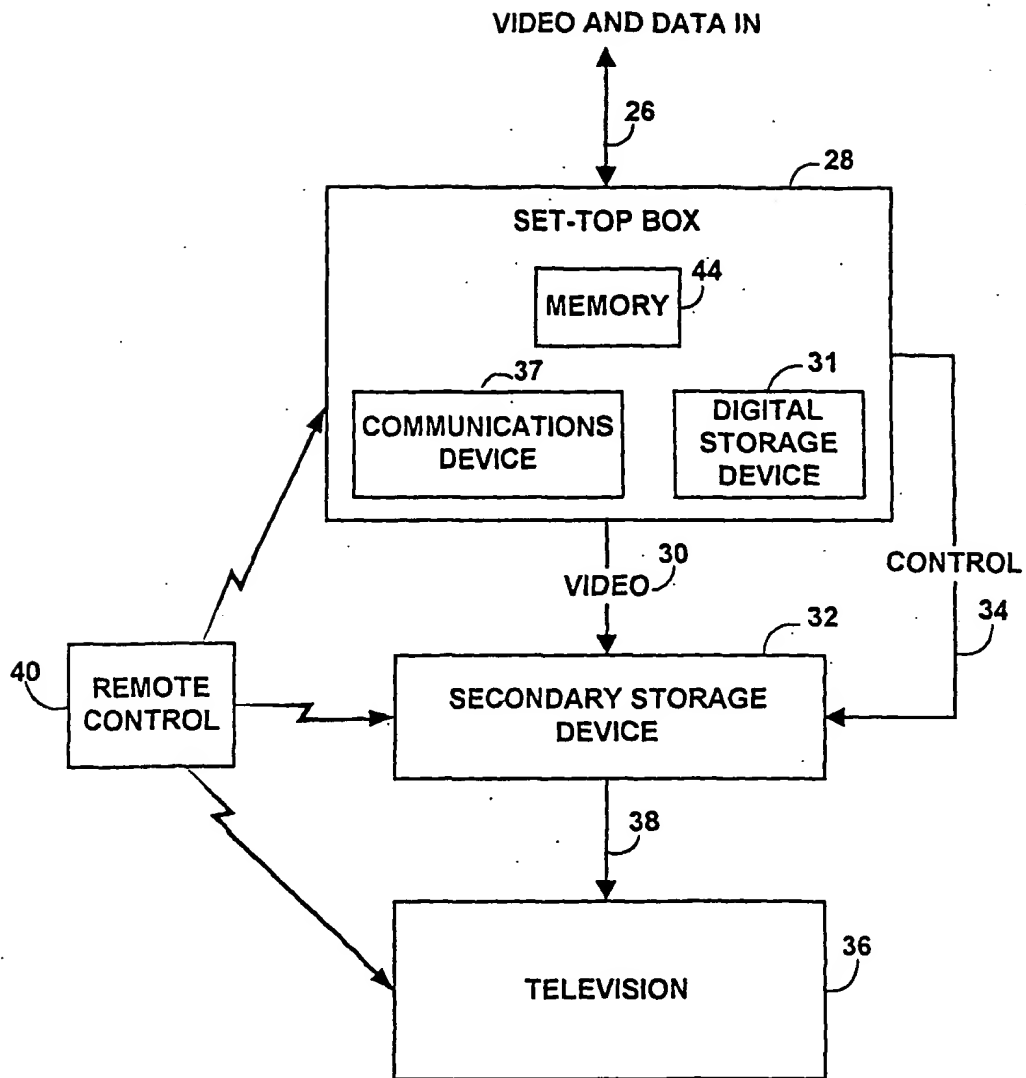 VIDEO AND DATA IN
26
28
SET-TOP BOX
44
MEMORY
37
31
COMMUNICATIONS
DEVICE
DIGITAL
STORAGE
DEVICE
VIDEO
30
CONTROL
34
32
40
REMOTE
CONTROL
SECONDARY STORAGE
DEVICE
38
36
TELEVISION